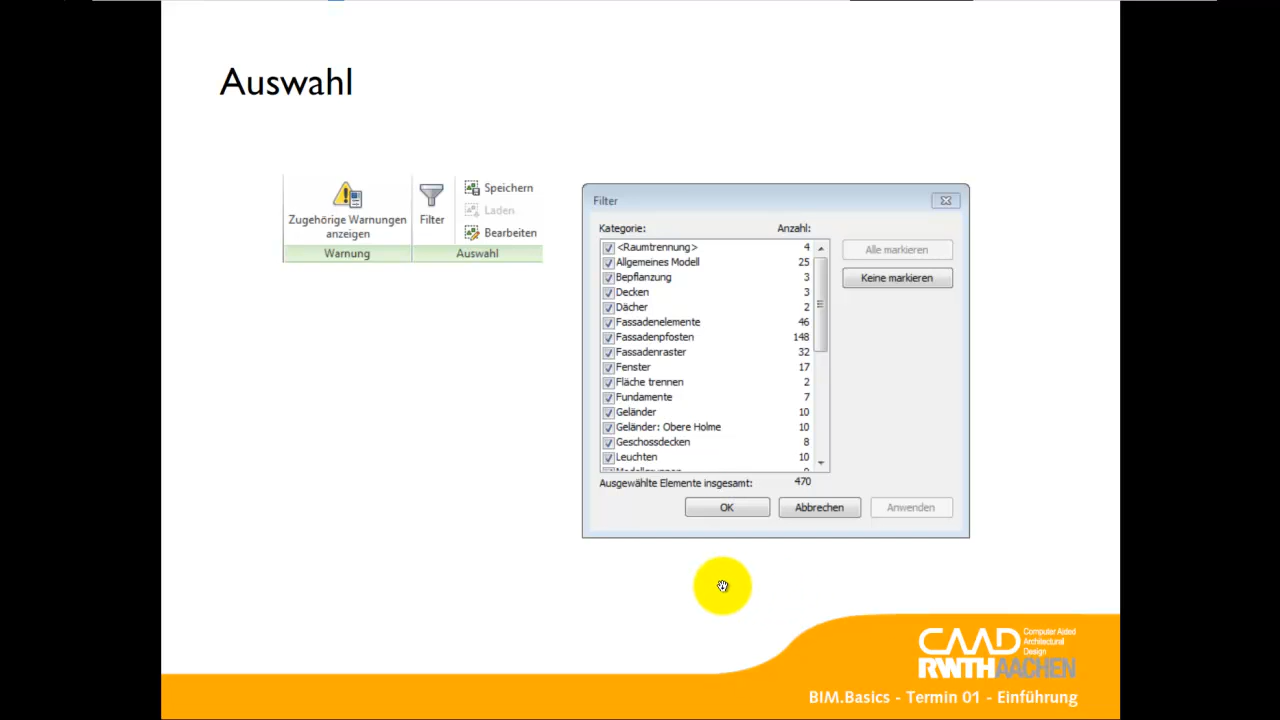 Auswahl
Zugehörige Warnungen
anzeigen
Warnung
Filter
Speichern
Laden
Bearbeiten
Auswahl
Filter
Kategorie: Anzahl:
<Raumtrennung> 4
Allgemeines Modell 25
Bepflanzung 3
Decken 3
Dächer 2
Fassadenelemente 46
Fassadenpfosten 148
Fassadenraster 32
Fenster 17
Fläche trennen 2
Fundamente 7
Geländer 10
Geländer: Obere Holme 10
Geschossdecken 8
Leuchten 10
Alle markieren
Keine markieren
Ausgewählte Elemente insgesamt: 470
OK Abbrechen Anwenden
CAAD Computer Aided
Architectural
Design
RWTHAACHEN
BIM.Basics - Termin 01 - Einführung